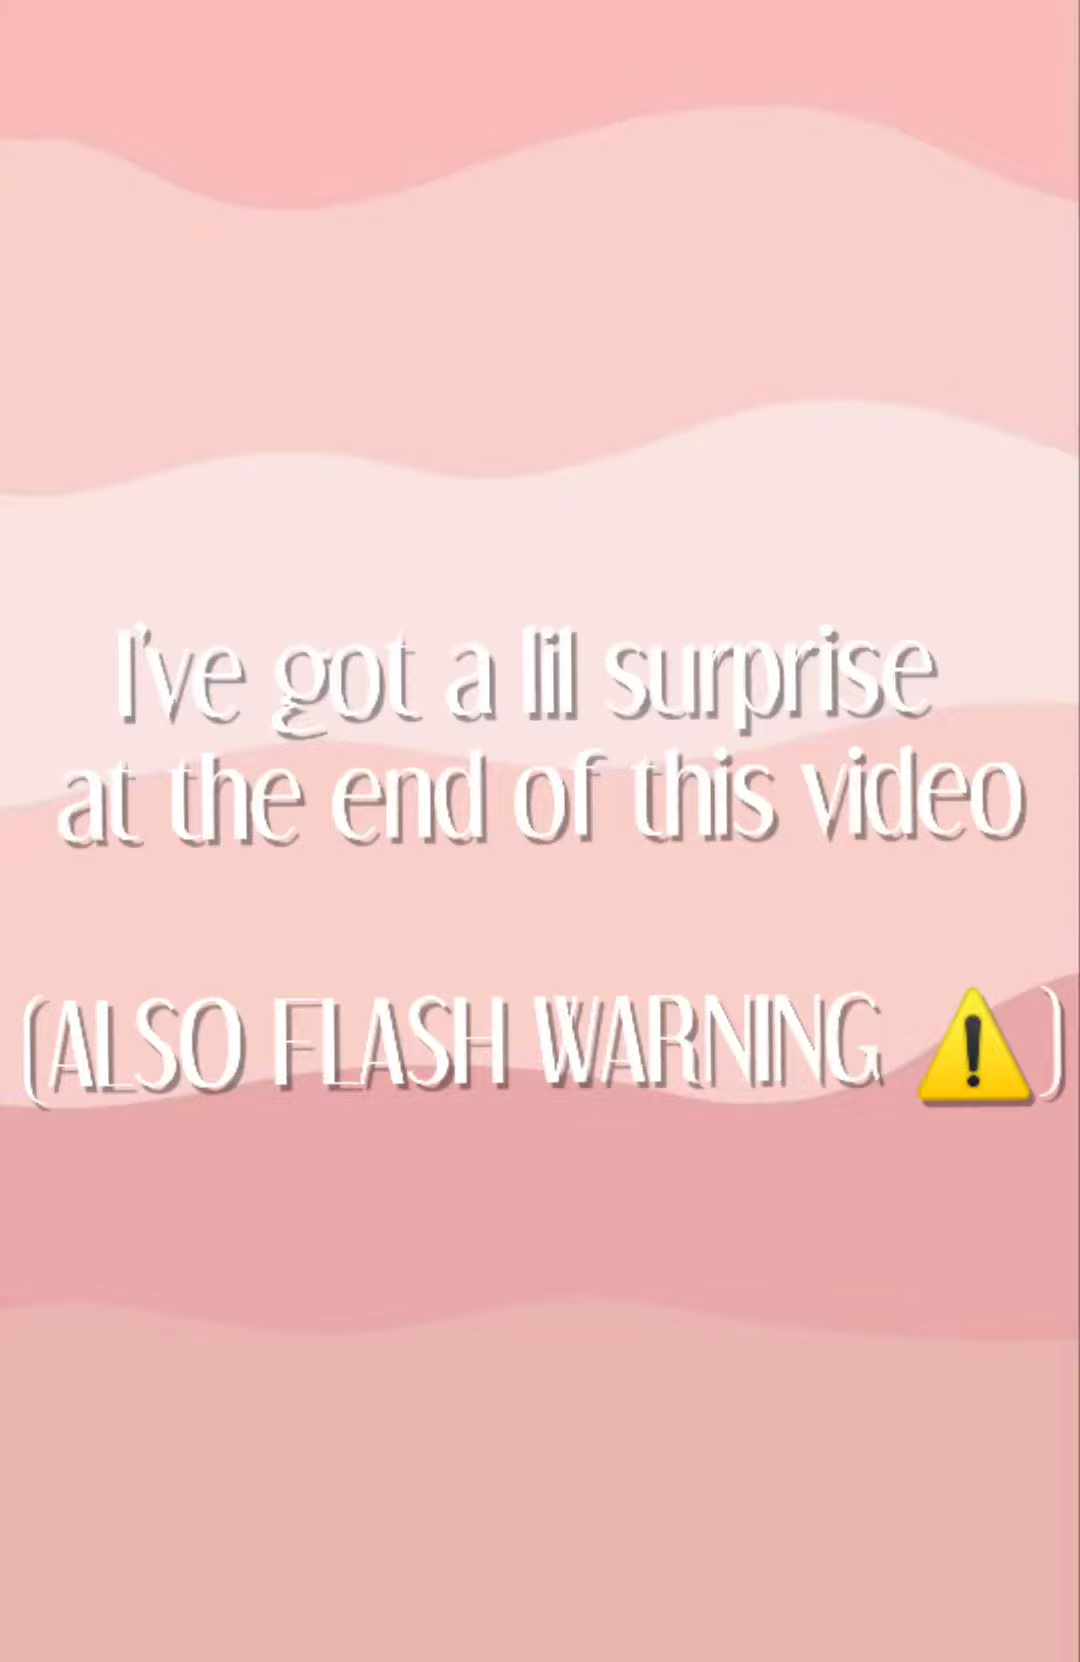 I've got a lil surprise
at the end of this video
(ALSO FLASH WARNING ⚠️)